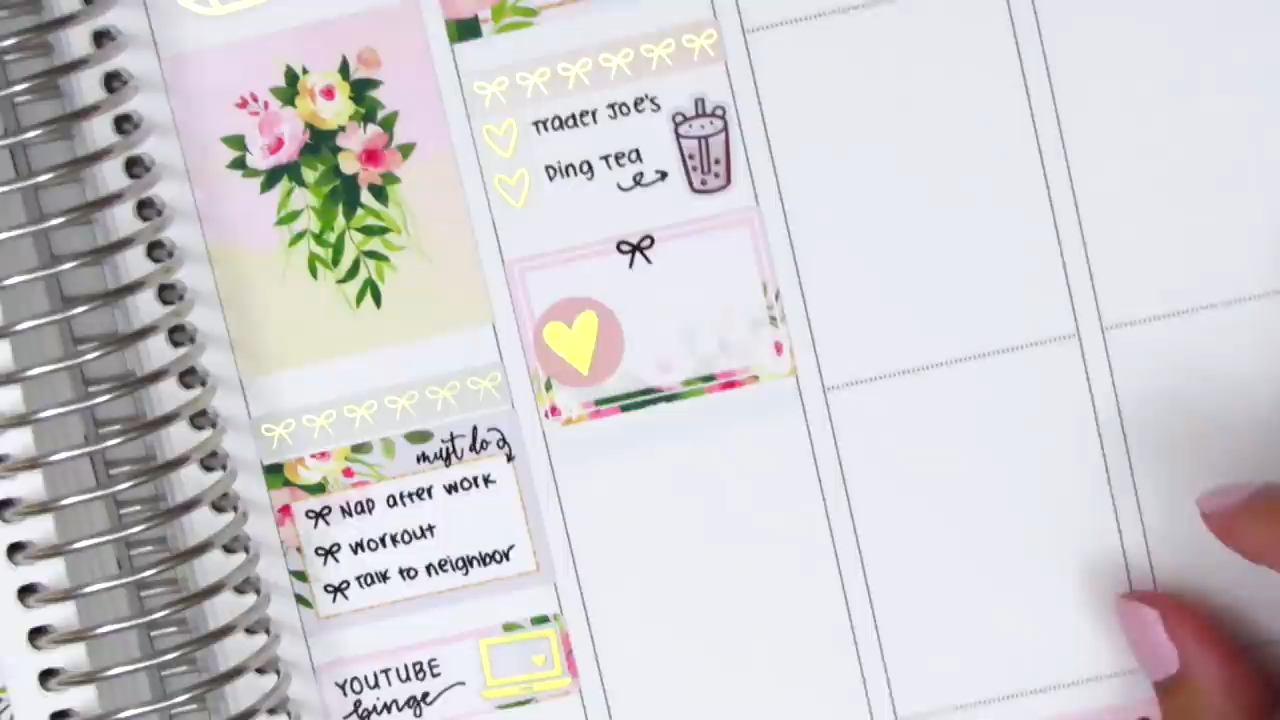 must do
Nap after work
workout
Talk to neighbor
YOUTUBE
binge
Trader Joe's
Ding Tea